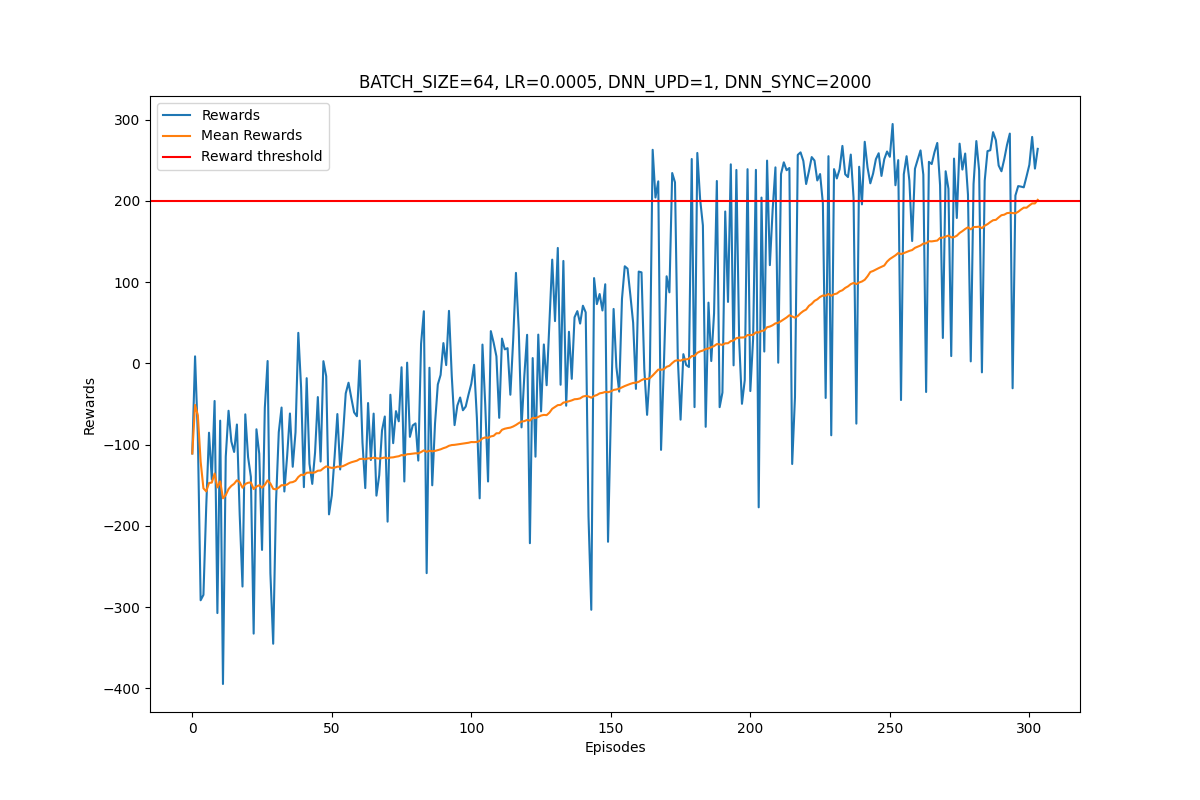 BATCH_SIZE=64, LR=0.0005, DNN_UPD=1, DNN_SYNC=2000
Rewards
Mean Rewards
Reward threshold
300
200
100
0
−100
−200
−300
−400
Rewards
0 50 100 150 200 250 300
Episodes